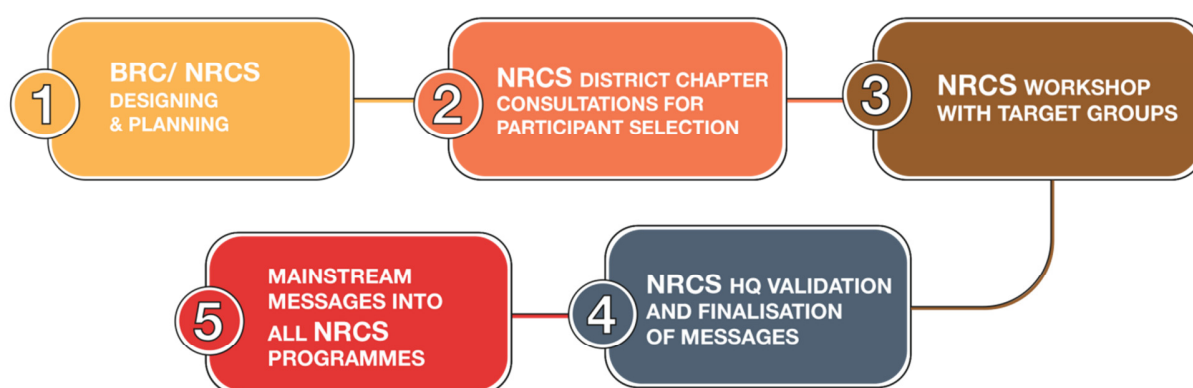 1
BRC/ NRCS
DESIGNING
& PLANNING
2
NRCS DISTRICT CHAPTER
CONSULTATIONS FOR
PARTICIPANT SELECTION
3
NRCS WORKSHOP
WITH TARGET GROUPS
4
NRCS HQ VALIDATION
AND FINALISATION
OF MESSAGES
5
MAINSTREAM
MESSAGES INTO
ALL NRCS
PROGRAMMES